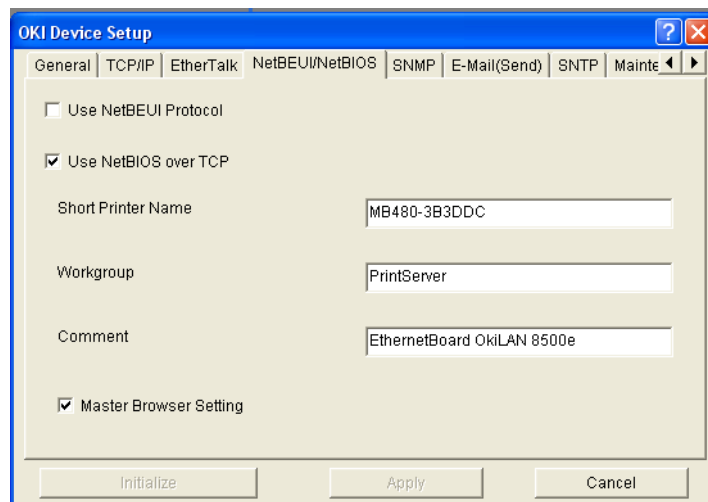 OKI Device Setup
General TCP/IP EtherTalk NetBEUI/NetBIOS SNMP E-Mail(Send) SNTP Mainte
Use NetBEUI Protocol
Use NetBIOS over TCP
Short Printer Name MB480-3B3DDC
Workgroup PrintServer
Comment EthernetBoard OkiLAN 8500e
Master Browser Setting
Initialize Apply Cancel